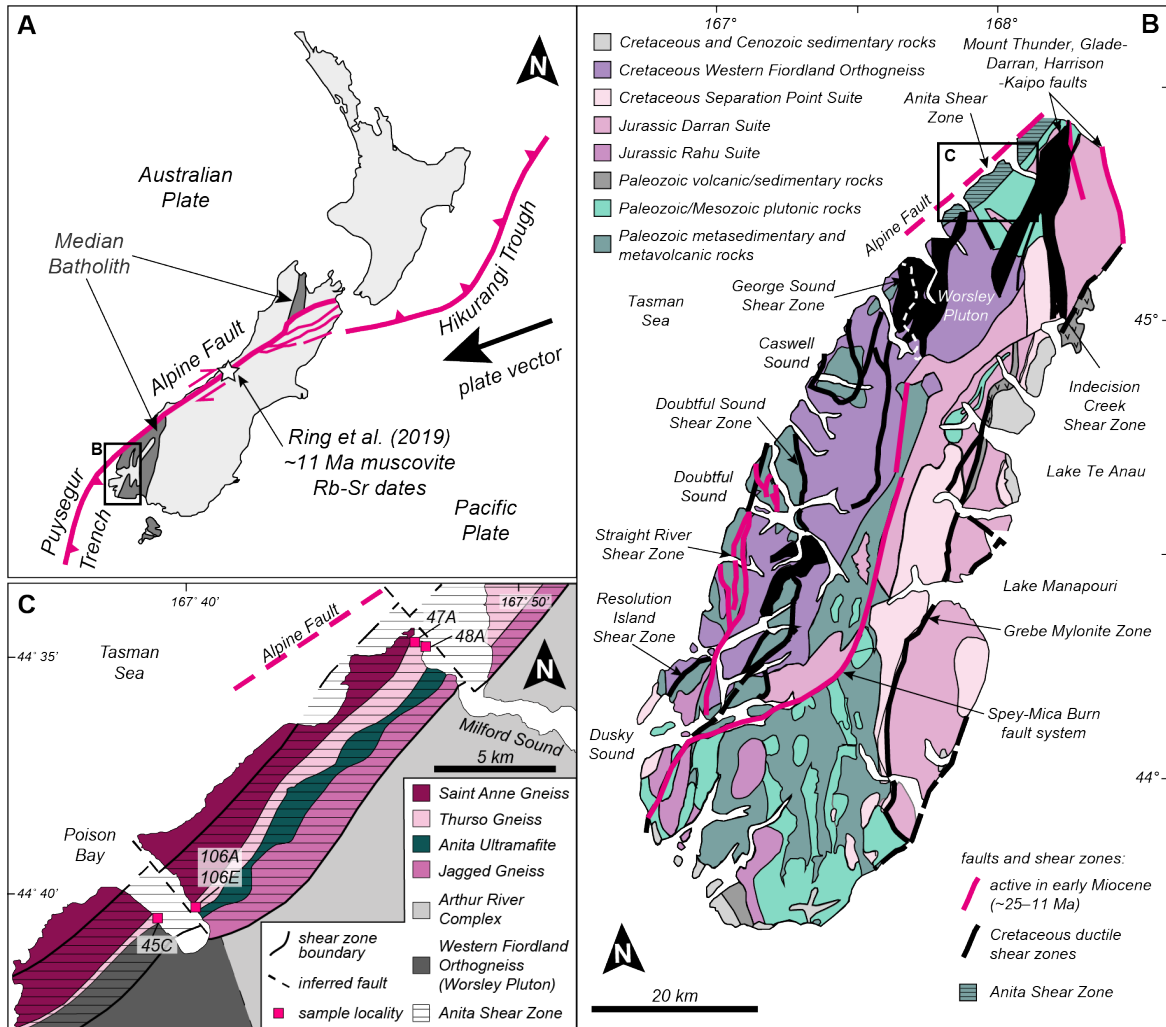 A
N
Australian
Plate
Median
Batholith
Hikurangi Trough
Alpine Fault
plate vector
B
Ring et al. (2019)
~11 Ma muscovite
Rb-Sr dates
Puysegur
Trench
Pacific
Plate
B
167°
168°
Cretaceous and Cenozoic sedimentary rocks
Cretaceous Western Fiordland Orthogneiss
Cretaceous Separation Point Suite
Jurassic Darran Suite
Jurassic Rahu Suite
Paleozoic volcanic/sedimentary rocks
Paleozoic/Mesozoic plutonic rocks
Paleozoic metasedimentary and
metavolcanic rocks
Mount Thunder, Glade-
Darran, Harrison
-Kaipo faults
Anita Shear
Zone
C
Alpine Fault
George Sound
Shear Zone
Tasman
Sea
Worsley
Pluton
45°
Caswell
Sound
Indecision
Creek
Shear Zone
Doubtful Sound
Shear Zone
Lake Te Anau
Doubtful
Sound
Straight River
Shear Zone
Lake Manapouri
Resolution
Island
Shear Zone
Grebe Mylonite Zone
Spey-Mica Burn
fault system
Dusky
Sound
44°
faults and shear zones:
active in early Miocene
(~25–11 Ma)
Cretaceous ductile
shear zones
Anita Shear Zone
N
20 km
C
167° 40'
167° 50'
47A
48A
Alpine Fault
Tasman
Sea
44° 35'
N
Milford Sound
5 km
Poison
Bay
106A
106E
44° 40'
45C
Saint Anne Gneiss
Thurso Gneiss
Anita Ultramafite
Jagged Gneiss
Arthur River
Complex
Western Fiordland
Orthogneiss
(Worsley Pluton)
Anita Shear Zone
shear zone
boundary
inferred fault
sample locality